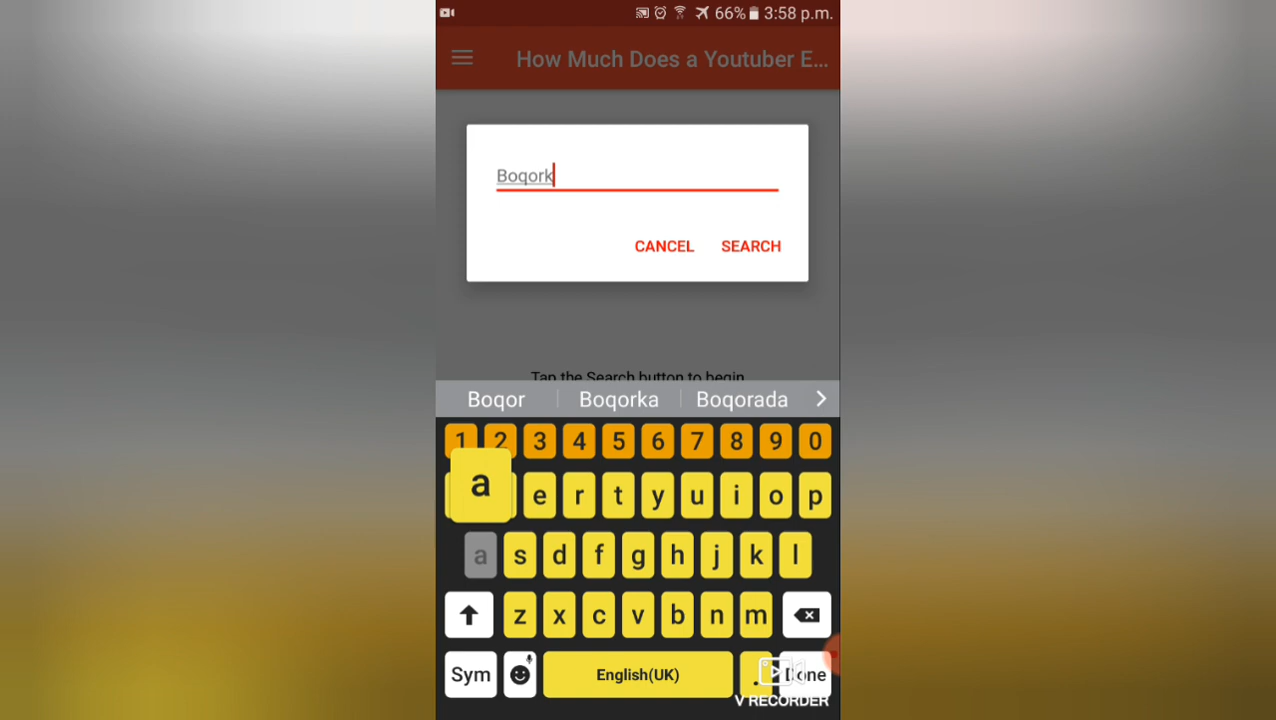 66% 3:58 p.m.
How Much Does a Youtuber E...
Boqork
CANCEL SEARCH
Tap the Search button to begin
Boqor Boqorka Boqorada
1 2 3 4 5 6 7 8 9 0
a e r t y u i o p
a s d f g h j k l
z x c v b n m
Sym English(UK) . Done
V RECORDER